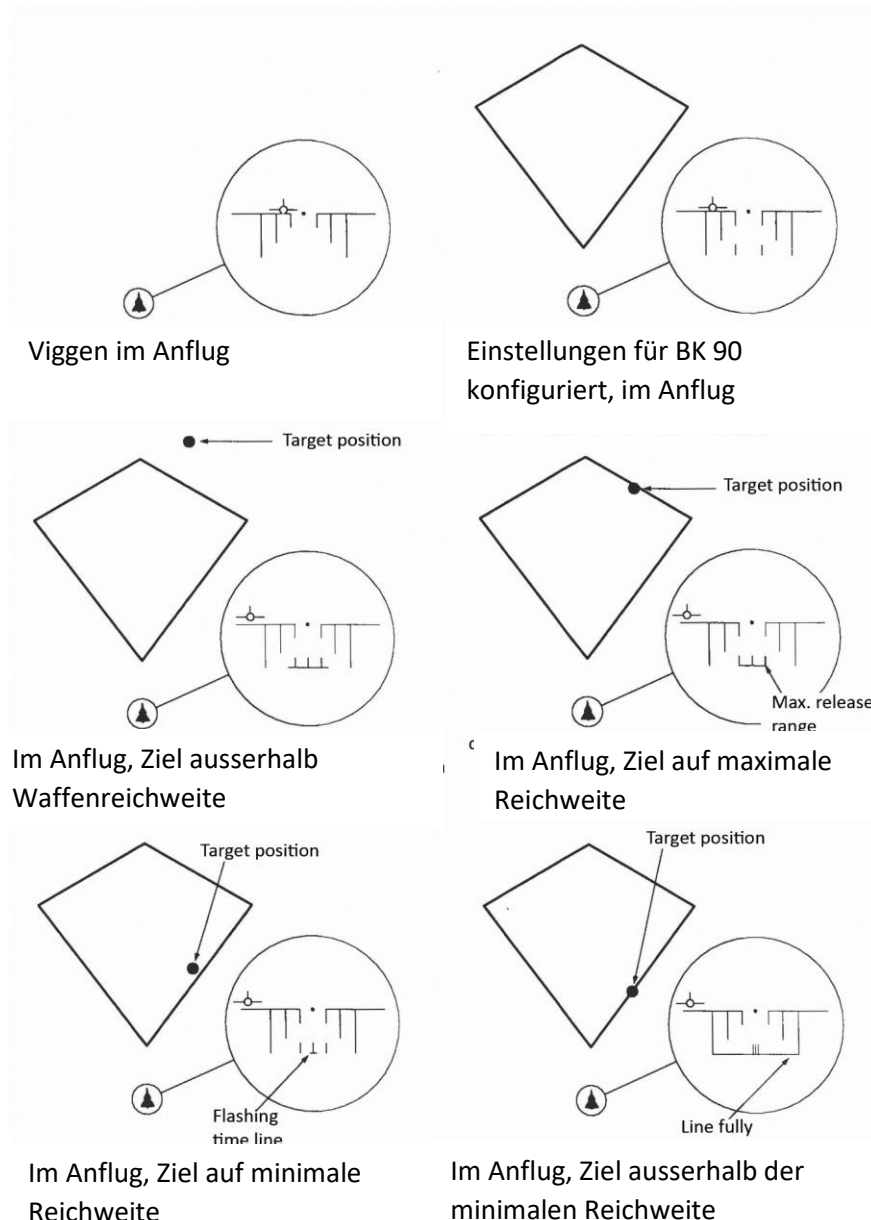 Viggen im Anflug
Einstellungen für BK 90
konfiguriert, im Anflug
Target position
Target position
Max. release
range
Im Anflug, Ziel ausserhalb
Waffenreichweite
Im Anflug, Ziel auf maximale
Reichweite
Target position
Flashing
time line
Target position
Line fully
Im Anflug, Ziel auf minimale
Reichweite
Im Anflug, Ziel ausserhalb der
minimalen Reichweite